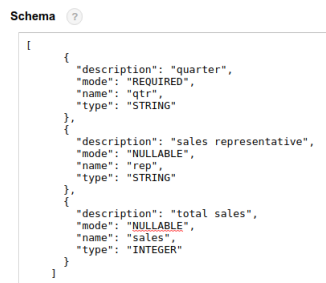 Schema ?
[
{
"description": "quarter",
"mode": "REQUIRED",
"name": "qtr",
"type": "STRING"
},
{
"description": "sales representative",
"mode": "NULLABLE",
"name": "rep",
"type": "STRING"
},
{
"description": "total sales",
"mode": "NULLABLE",
"name": "sales",
"type": "INTEGER"
}
]